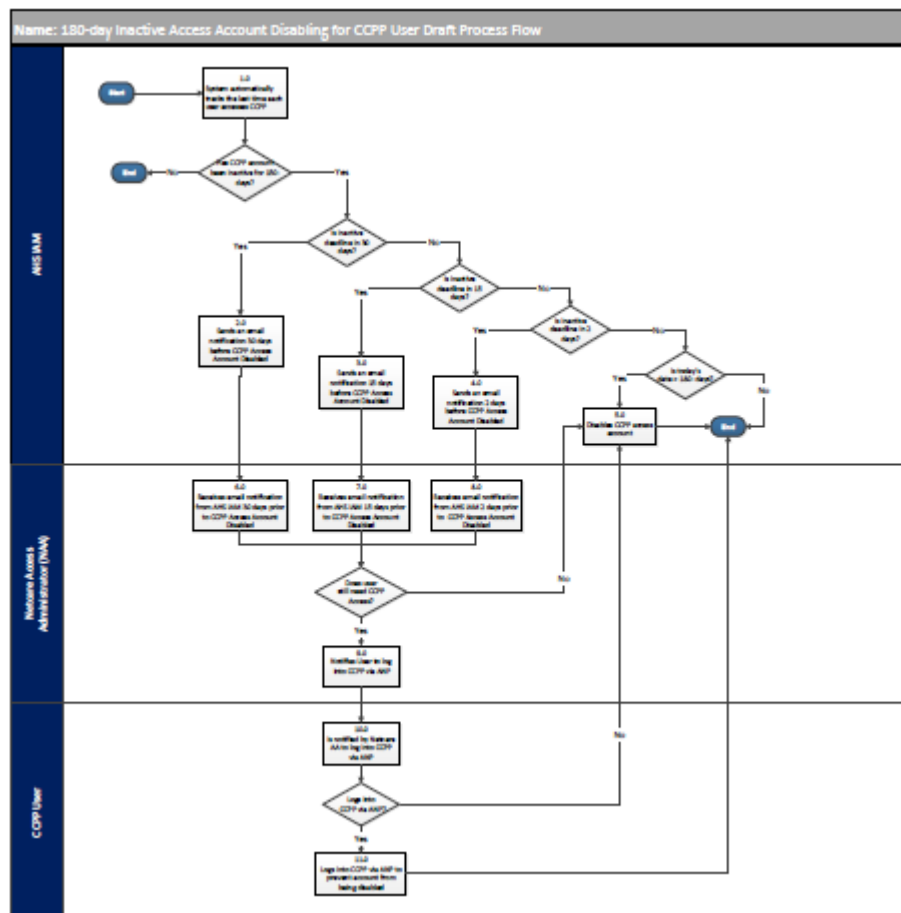 Name: 180-day Inactive Access Account Disabling for CCPP User Draft Process Flow
AHS IAM
Start
1.0
System automatically
tracks the last time each
user accesses CCPP
Has CCPP account
been inactive for 180
days?
No
End
Yes
Is inactive
deadline in 30
days?
Yes
No
Is inactive
deadline in 15
days?
Yes
No
Is inactive
deadline in 2
days?
Yes
No
Is today's
date 180 days?
Yes
No
2.0
Sends an email
notification 30 days
before CCPP Access
Account Disabled
3.0
Sends an email
notification 15 days
before CCPP Access
Account Disabled
4.0
Sends an email
notification 2 days
before CCPP Access
Account Disabled
5.0
Disables CCPP access
account
End
Netcare Access
Administrator (NAA)
6.0
Receives email notification
from AHS IAM 30 days prior
to CCPP Access Account
Disabled
7.0
Receives email notification
from AHS IAM 15 days prior
to CCPP Access Account
Disabled
8.0
Receives email notification
from AHS IAM 2 days prior
to CCPP Access Account
Disabled
Does user
still need CCPP
Access?
No
Yes
9.0
Notifies User to log
into CCPP via ANP
CCPP User
10.0
Is notified by Netcare
AA to log into CCPP
via ANP
Logs into
CCPP via ANP?
No
Yes
11.0
Logs into CCPP via ANP to
prevent account from
being disabled